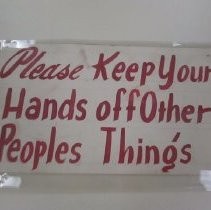 Please Keep Your
Hands off Other
Peoples Things